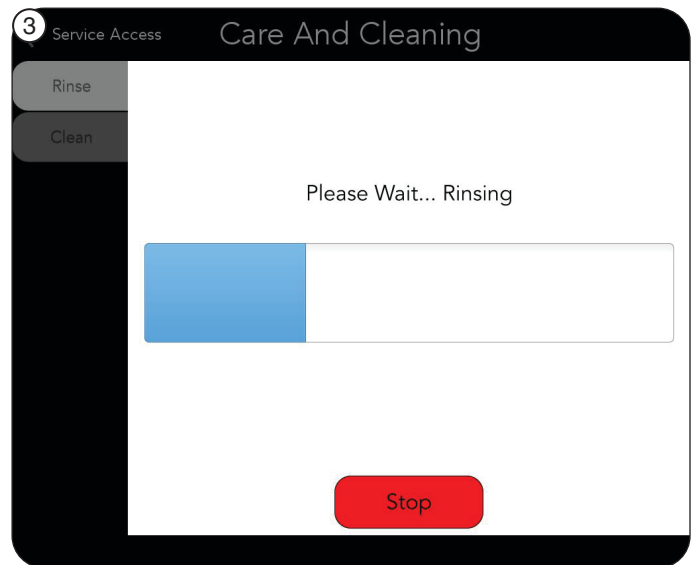 3
Service Access
Care And Cleaning
Rinse
Clean
Please Wait... Rinsing
Stop